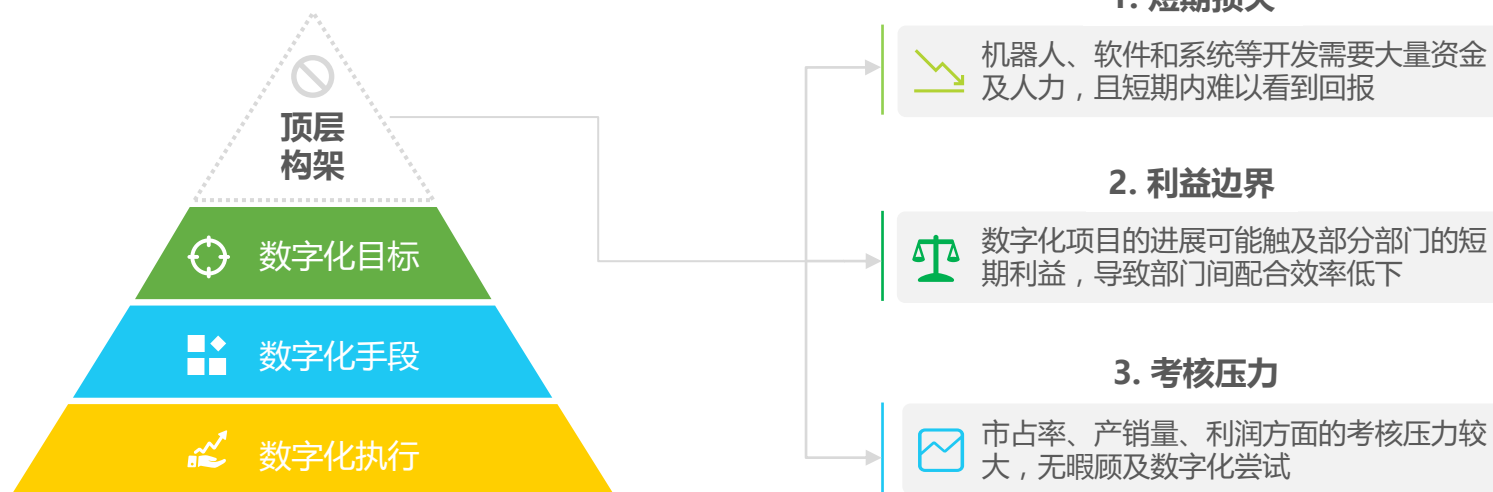 顶层
构架
数字化目标
数字化手段
数字化执行
1. 短期损失
机器人、软件和系统等开发需要大量资金
及人力，且短期内难以看到回报
2. 利益边界
数字化项目的进展可能触及部分部门的短
期利益，导致部门间配合效率低下
3. 考核压力
市占率、产销量、利润方面的考核压力较
大，无暇顾及数字化尝试